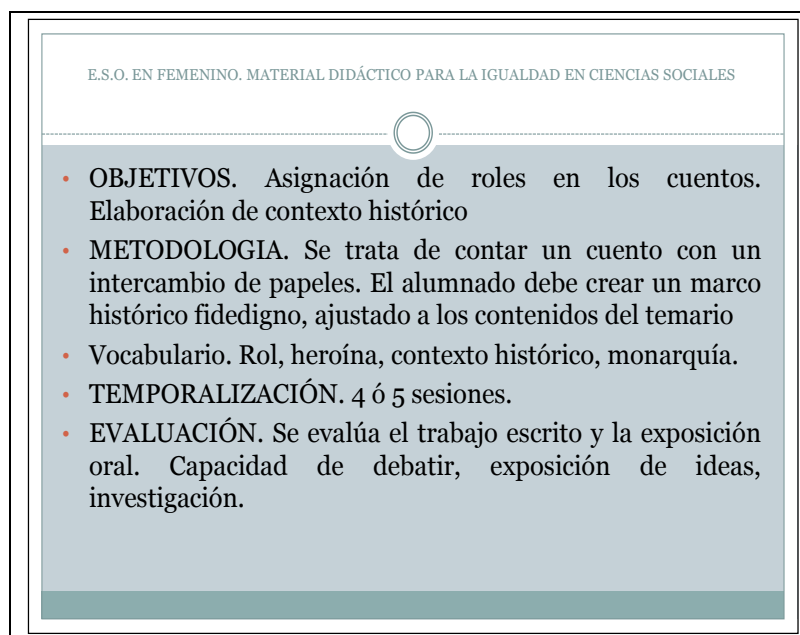 E.S.O. EN FEMENINO. MATERIAL DIDÁCTICO PARA LA IGUALDAD EN CIENCIAS SOCIALES
• OBJETIVOS. Asignación de roles en los cuentos.
Elaboración de contexto histórico
• METODOLOGIA. Se trata de contar un cuento con un
intercambio de papeles. El alumnado debe crear un marco
histórico fidedigno, ajustado a los contenidos del temario
• Vocabulario. Rol, heroína, contexto histórico, monarquía.
• TEMPORALIZACIÓN. 4 ó 5 sesiones.
• EVALUACIÓN. Se evalúa el trabajo escrito y la exposición
oral. Capacidad de debatir, exposición de ideas,
investigación.